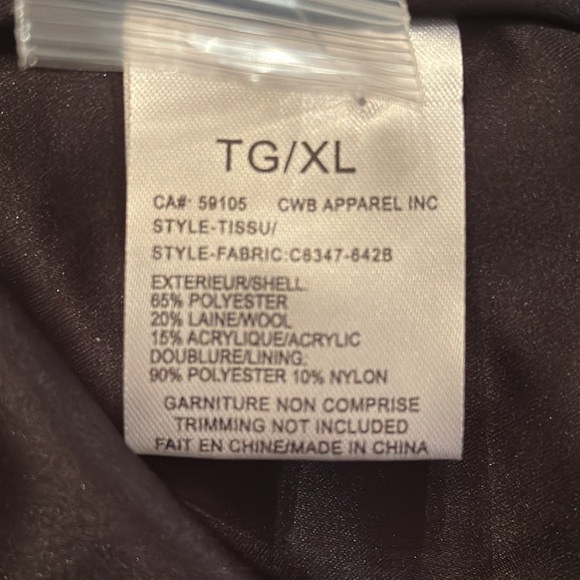 TG/XL
CA#: 59105 CWB APPAREL INC
STYLE-TISSU/
STYLE-FABRIC:C6347-642B
EXTERIEUR/SHELL:
65% POLYESTER
20% LAINE/WOOL
15% ACRYLIQUE/ACRYLIC
DOUBLURE/LINING:
90% POLYESTER 10% NYLON
GARNITURE NON COMPRISE
TRIMMING NOT INCLUDED
FAIT EN CHINE/MADE IN CHINA